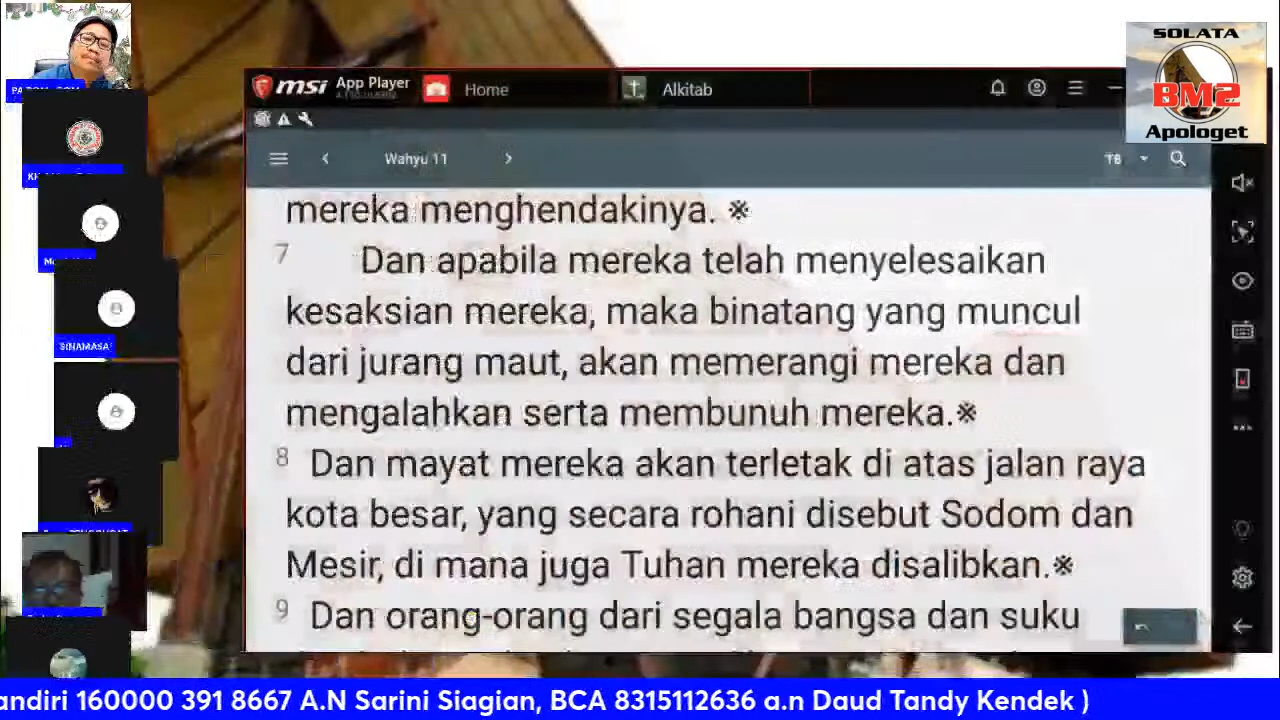 SOLATA
BM2
Apologet
msi App Player
Home
Alkitab
Wahyu 11
TB
mereka menghendakinya. ※
7 Dan apabila mereka telah menyelesaikan
kesaksian mereka, maka binatang yang muncul
dari jurang maut, akan memerangi mereka dan
mengalahkan serta membunuh mereka.※
8 Dan mayat mereka akan terletak di atas jalan raya
kota besar, yang secara rohani disebut Sodom dan
Mesir, di mana juga Tuhan mereka disalibkan.※
9 Dan orang-orang dari segala bangsa dan suku
SINAMASA
andiri 160000 391 8667 A.N Sarini Siagian, BCA 8315112636 a.n Daud Tandy Kendek )